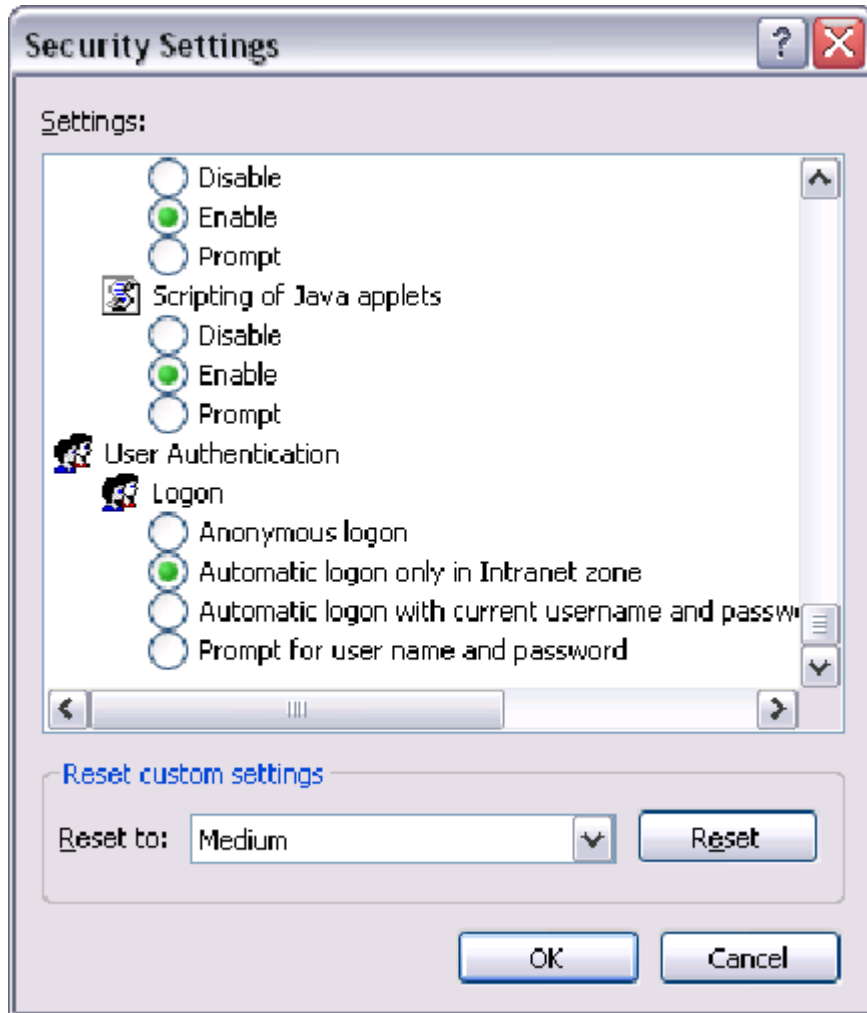 Security Settings
Settings:
Disable
Enable
Prompt
Scripting of Java applets
Disable
Enable
Prompt
User Authentication
Logon
Anonymous logon
Automatic logon only in Intranet zone
Automatic logon with current username and passw
Prompt for user name and password
Reset custom settings
Reset to: Medium Reset
OK Cancel